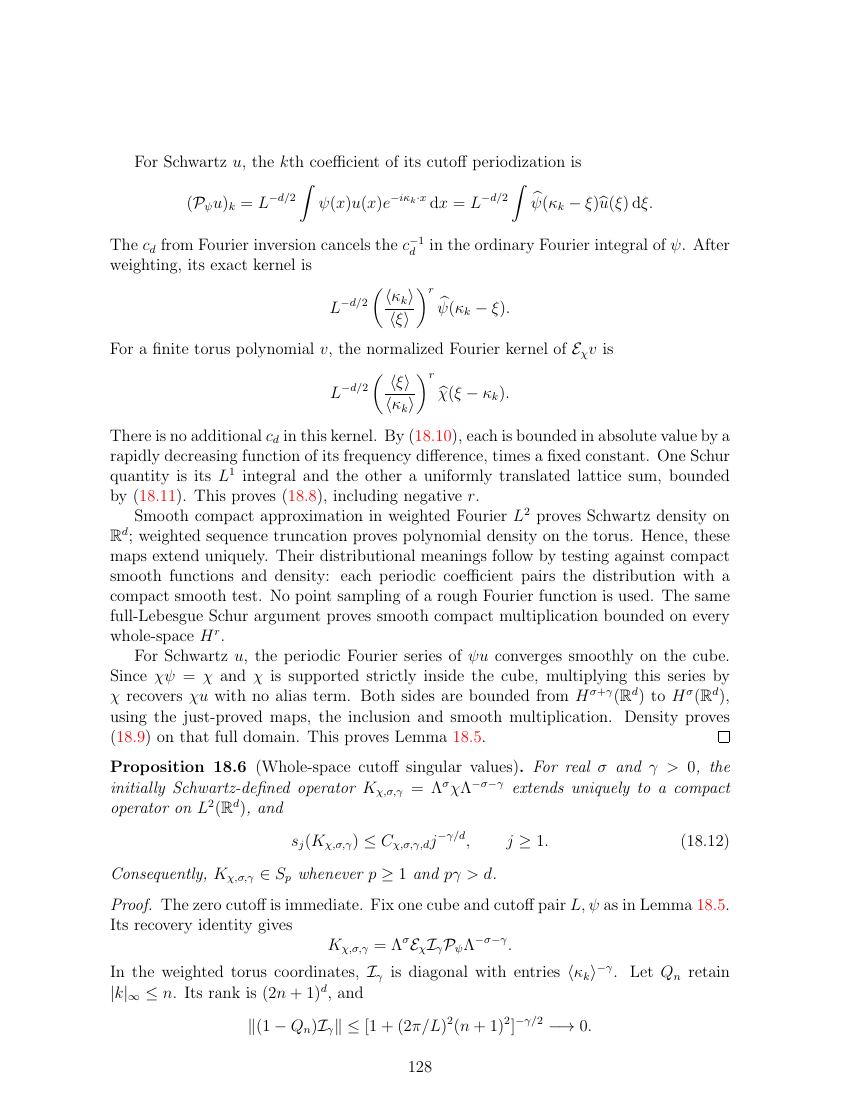 For Schwartz u, the kth coefficient of its cutoff periodization is
(𝒫_ψ u)_k = L^{-d/2} ∫ ψ(x)u(x)e^{-iκ_k·x} dx = L^{-d/2} ∫ ψ̂(κ_k − ξ)û(ξ) dξ.
The c_d from Fourier inversion cancels the c_d^{-1} in the ordinary Fourier integral of ψ. After
weighting, its exact kernel is
L^{-d/2} (⟨κ_k⟩/⟨ξ⟩)^r ψ̂(κ_k − ξ).
For a finite torus polynomial v, the normalized Fourier kernel of ℰ_χ v is
L^{-d/2} (⟨ξ⟩/⟨κ_k⟩)^r χ̂(ξ − κ_k).
There is no additional c_d in this kernel. By (18.10), each is bounded in absolute value by a
rapidly decreasing function of its frequency difference, times a fixed constant. One Schur
quantity is its L^1 integral and the other a uniformly translated lattice sum, bounded
by (18.11). This proves (18.8), including negative r.
Smooth compact approximation in weighted Fourier L^2 proves Schwartz density on
ℝ^d; weighted sequence truncation proves polynomial density on the torus. Hence, these
maps extend uniquely. Their distributional meanings follow by testing against compact
smooth functions and density: each periodic coefficient pairs the distribution with a
compact smooth test. No point sampling of a rough Fourier function is used. The same
full-Lebesgue Schur argument proves smooth compact multiplication bounded on every
whole-space H^r.
For Schwartz u, the periodic Fourier series of ψu converges smoothly on the cube.
Since χψ = χ and χ is supported strictly inside the cube, multiplying this series by
χ recovers χu with no alias term. Both sides are bounded from H^{σ+γ}(ℝ^d) to H^σ(ℝ^d),
using the just-proved maps, the inclusion and smooth multiplication. Density proves
(18.9) on that full domain. This proves Lemma 18.5. □
Proposition 18.6 (Whole-space cutoff singular values). For real σ and γ > 0, the
initially Schwartz-defined operator K_{χ,σ,γ} = Λ^σ χΛ^{-σ-γ} extends uniquely to a compact
operator on L^2(ℝ^d), and
s_j(K_{χ,σ,γ}) ≤ C_{χ,σ,γ,d} j^{-γ/d}, j ≥ 1. (18.12)
Consequently, K_{χ,σ,γ} ∈ S_p whenever p ≥ 1 and pγ > d.
Proof. The zero cutoff is immediate. Fix one cube and cutoff pair L, ψ as in Lemma 18.5.
Its recovery identity gives
K_{χ,σ,γ} = Λ^σ ℰ_χ ℐ_γ 𝒫_ψ Λ^{-σ-γ}.
In the weighted torus coordinates, ℐ_γ is diagonal with entries ⟨κ_k⟩^{-γ}. Let Q_n retain
|k|_∞ ≤ n. Its rank is (2n + 1)^d, and
‖(1 − Q_n)ℐ_γ‖ ≤ [1 + (2π/L)^2(n + 1)^2]^{-γ/2} ⟶ 0.
128